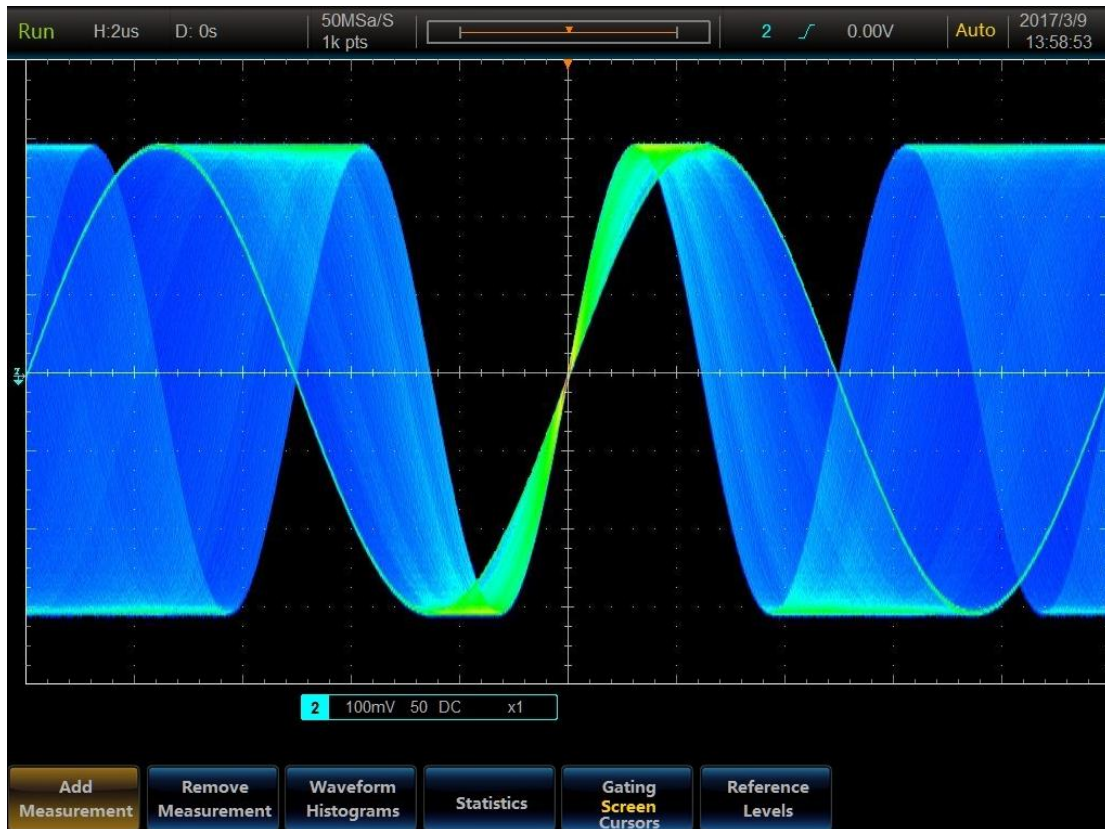 Run
H:2us
D: 0s
50MSa/S
1k pts
2
0.00V
Auto
2017/3/9
13:58:53
2
2 100mV 50 DC x1
Add
Measurement
Remove
Measurement
Waveform
Histograms
Statistics
Gating
Screen
Cursors
Reference
Levels